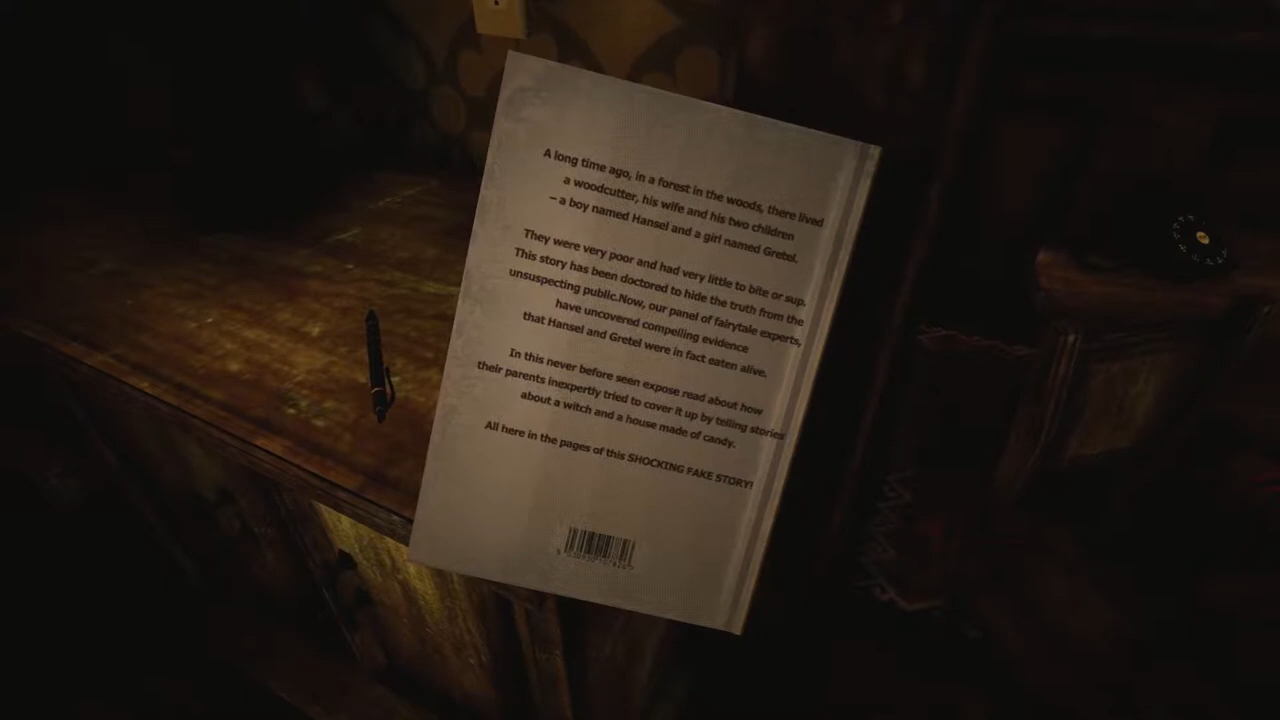 A long time ago, in a forest in the woods, there lived
a woodcutter, his wife and his two children
– a boy named Hansel and a girl named Gretel.
They were very poor and had very little to bite or sup.
This story has been doctored to hide the truth from the
unsuspecting public.Now, our panel of fairytale experts,
have uncovered compelling evidence
that Hansel and Gretel were in fact eaten alive.
In this never before seen expose read about how
their parents inexpertly tried to cover it up by telling stories
about a witch and a house made of candy.
All here in the pages of this SHOCKING FAKE STORY!